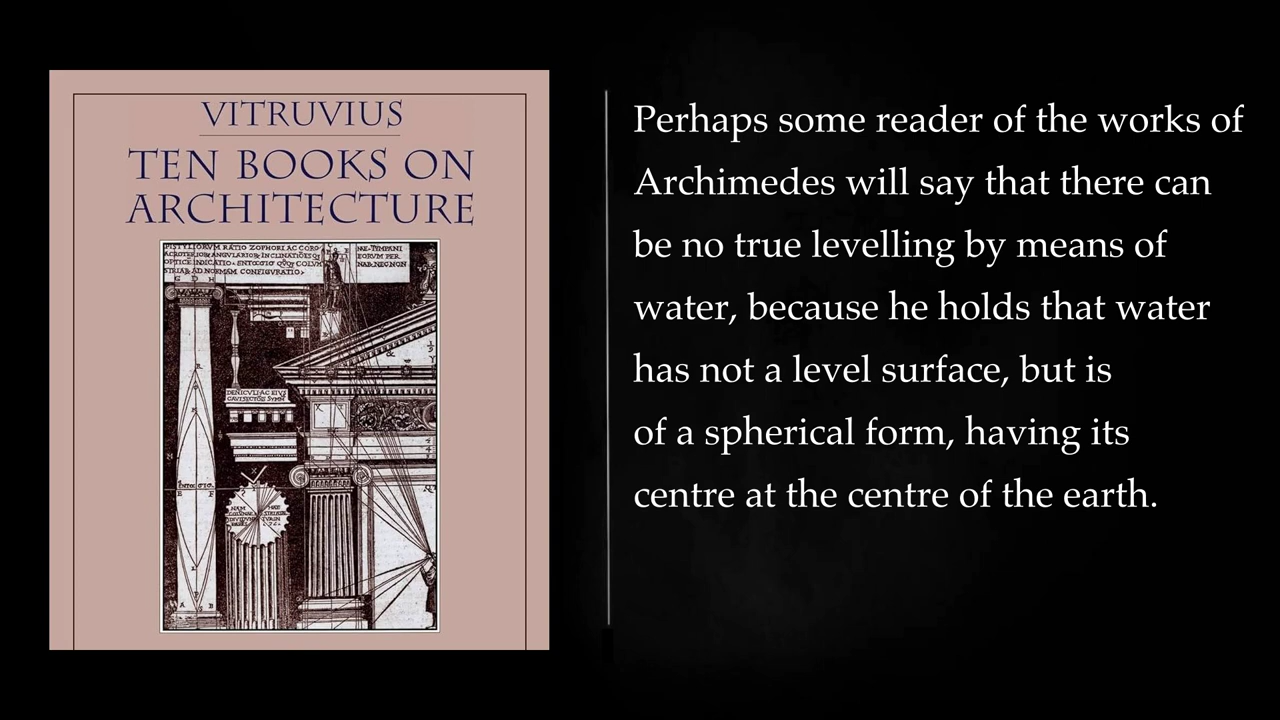 VITRUVIUS
TEN BOOKS ON
ARCHITECTURE
Perhaps some reader of the works of
Archimedes will say that there can
be no true levelling by means of
water, because he holds that water
has not a level surface, but is
of a spherical form, having its
centre at the centre of the earth.